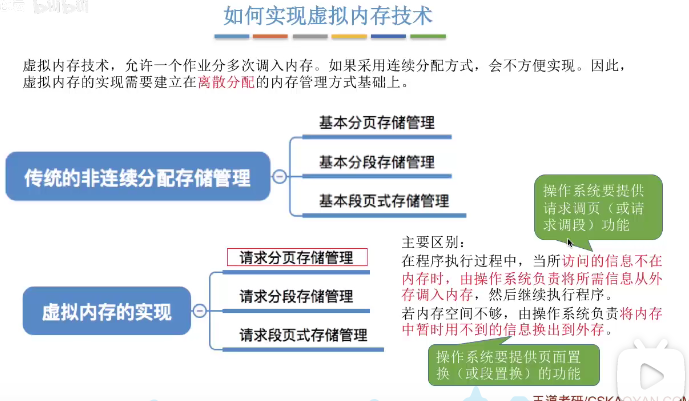 bilibili
如何实现虚拟内存技术
虚拟内存技术，允许一个作业分多次调入内存。如果采用连续分配方式，会不方便实现。因此，
虚拟内存的实现需要建立在离散分配的内存管理方式基础上。
传统的非连续分配存储管理
基本分页存储管理
基本分段存储管理
基本段页式存储管理
虚拟内存的实现
请求分页存储管理
请求分段存储管理
请求段页式存储管理
操作系统要提供
请求调页（或请
求调段）功能
主要区别：
在程序执行过程中，当所访问的信息不在
内存时，由操作系统负责将所需信息从外
存调入内存，然后继续执行程序。
若内存空间不够，由操作系统负责将内存
中暂时用不到的信息换出到外存。
操作系统要提供页面置
换（或段置换）的功能
王道考研/CSKAOYAN.COM